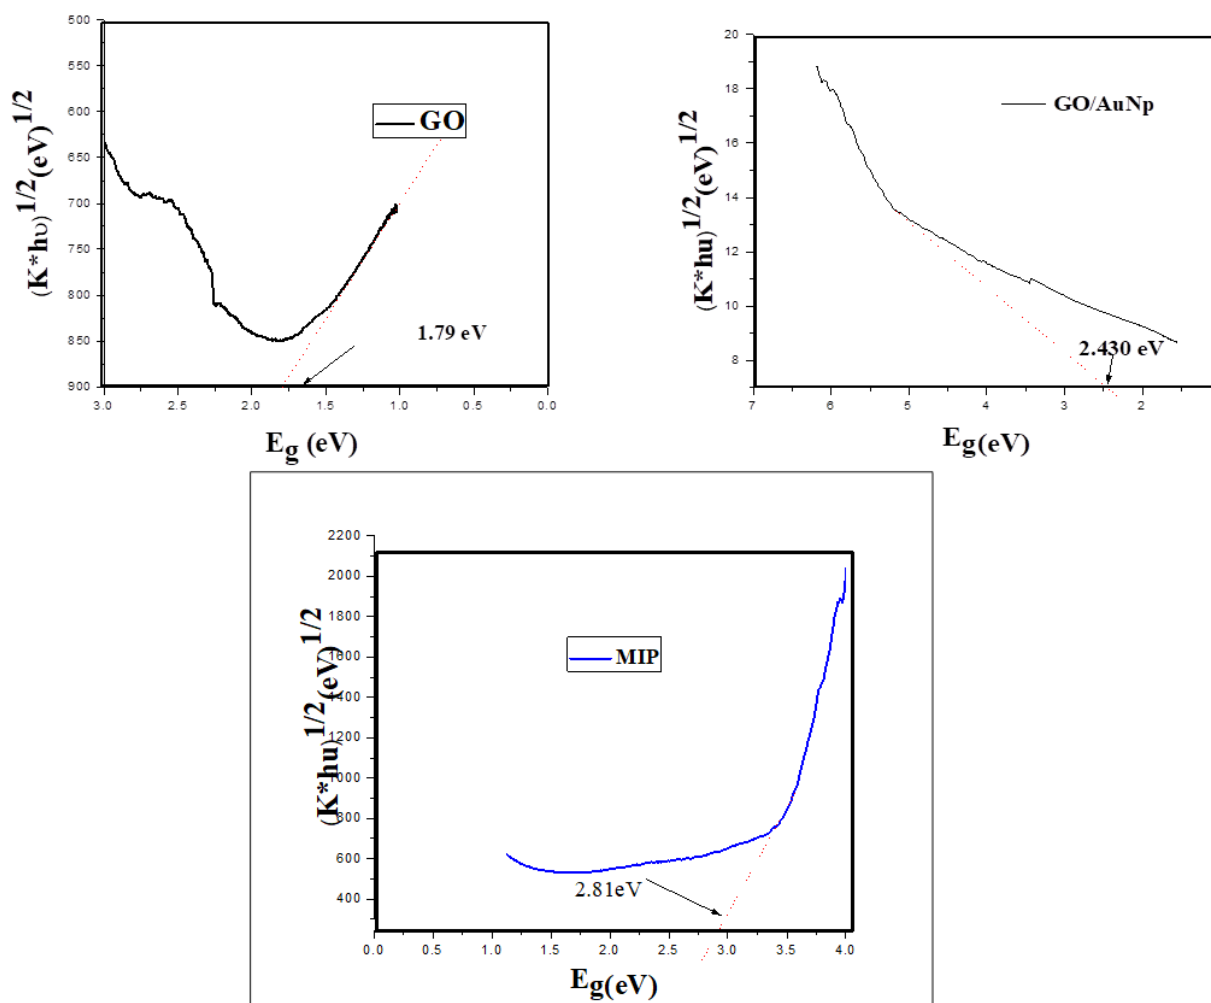 500
550
600
650
700
750
800
850
900
(K*hυ)1/2(eV)1/2
GO
1.79 eV
3.0 2.5 2.0 1.5 1.0 0.5 0.0
Eg (eV)
20
18
16
14
12
10
8
(K*hu)1/2(eV)1/2
GO/AuNp
2.430 eV
7 6 5 4 3 2
Eg(eV)
2200
2000
1800
1600
1400
1200
1000
800
600
400
(K*hu)1/2(eV)1/2
MIP
2.81eV
0.0 0.5 1.0 1.5 2.0 2.5 3.0 3.5 4.0
Eg(eV)